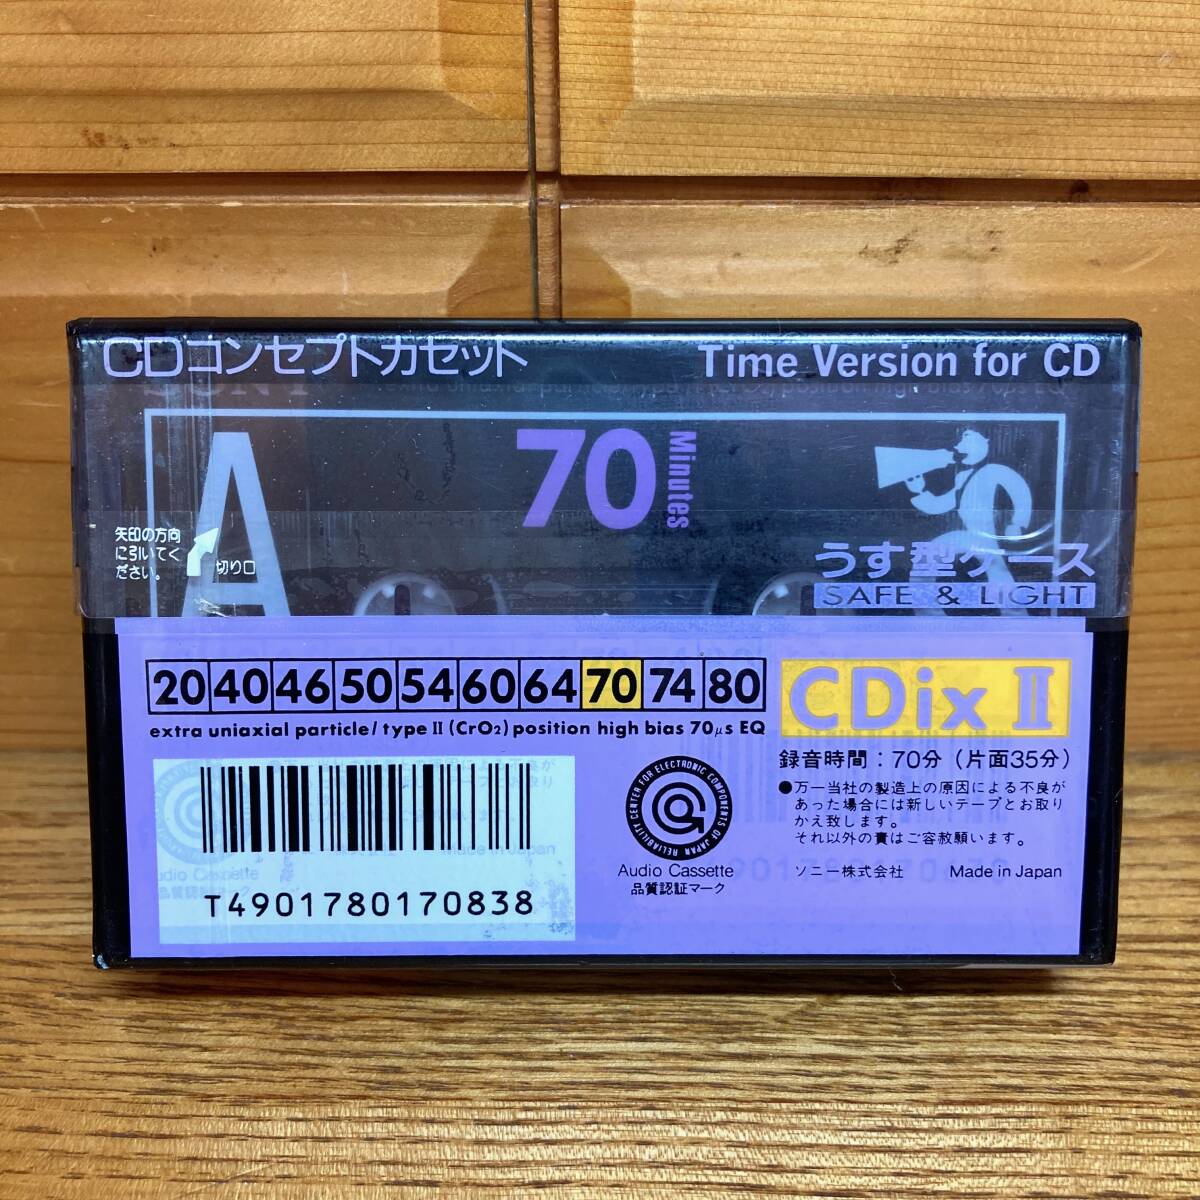 CDコンセプトカセット
Time Version for CD
A
70 Minutes
矢印の方向
に引いてく
ださい。
切り口
うす型ケース
SAFE & LIGHT
20 40 46 50 54 60 64 70 74 80
extra uniaxial particle / type II (CrO2) position high bias 70μs EQ
CDix II
録音時間：70分（片面35分）
●万一当社の製造上の原因による不良が
あった場合には新しいテープとお取り
かえ致します。
それ以外の責はご容赦願います。
ソニー株式会社 Made in Japan
RELIABILITY CENTER FOR ELECTRONIC COMPONENTS OF JAPAN
Audio Cassette
品質認証マーク
T4901780170838